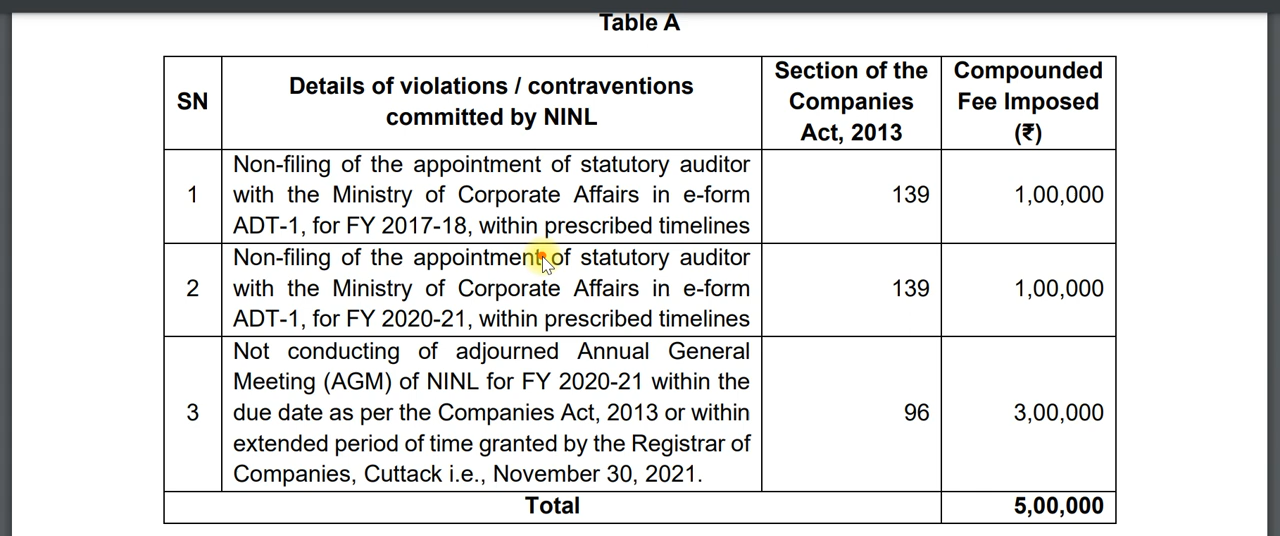 Table A
SN
Details of violations / contraventions
committed by NINL
Section of the
Companies
Act, 2013
Compounded
Fee Imposed
(₹)
1
Non-filing of the appointment of statutory auditor
with the Ministry of Corporate Affairs in e-form
ADT-1, for FY 2017-18, within prescribed timelines
139
1,00,000
2
Non-filing of the appointment of statutory auditor
with the Ministry of Corporate Affairs in e-form
ADT-1, for FY 2020-21, within prescribed timelines
139
1,00,000
3
Not conducting of adjourned Annual General
Meeting (AGM) of NINL for FY 2020-21 within the
due date as per the Companies Act, 2013 or within
extended period of time granted by the Registrar of
Companies, Cuttack i.e., November 30, 2021.
96
3,00,000
Total
5,00,000